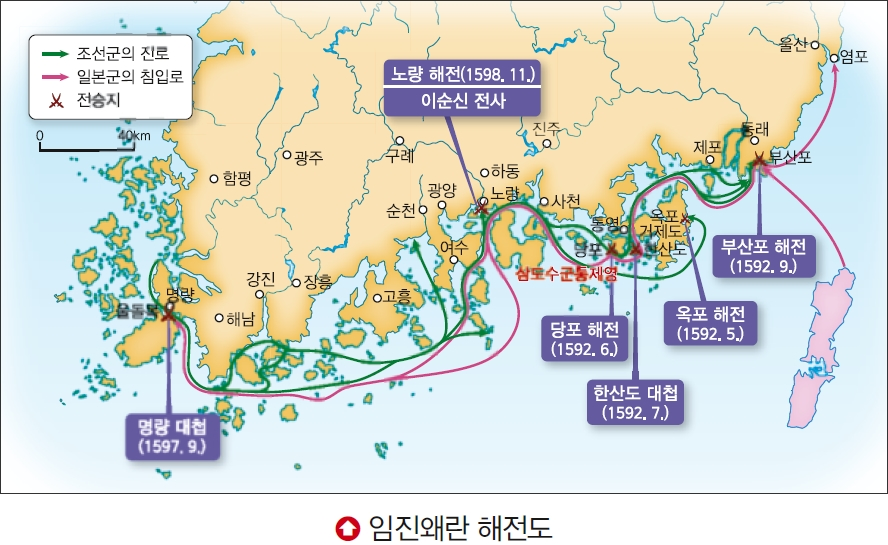 조선군의 진로
일본군의 침입로
전승지
0 40km
노량 해전(1598. 11.)
이순신 전사
울산
염포
동래
부산포
제포
진주
구례
광주
함평
하동
광양
노량
사천
순천
여수
통영
옥포
거제도
당포
한산도
삼도수군통제영
부산포 해전
(1592. 9.)
옥포 해전
(1592. 5.)
당포 해전
(1592. 6.)
한산도 대첩
(1592. 7.)
강진
장흥
고흥
명량
울돌목
해남
명량 대첩
(1597. 9.)
임진왜란 해전도